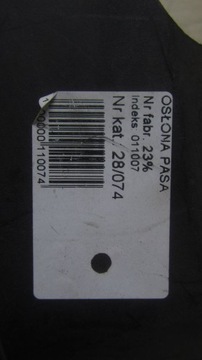 OSŁONA PASA
Nr fabr. 23%
Indeks 011007
Nr kat. 28/074